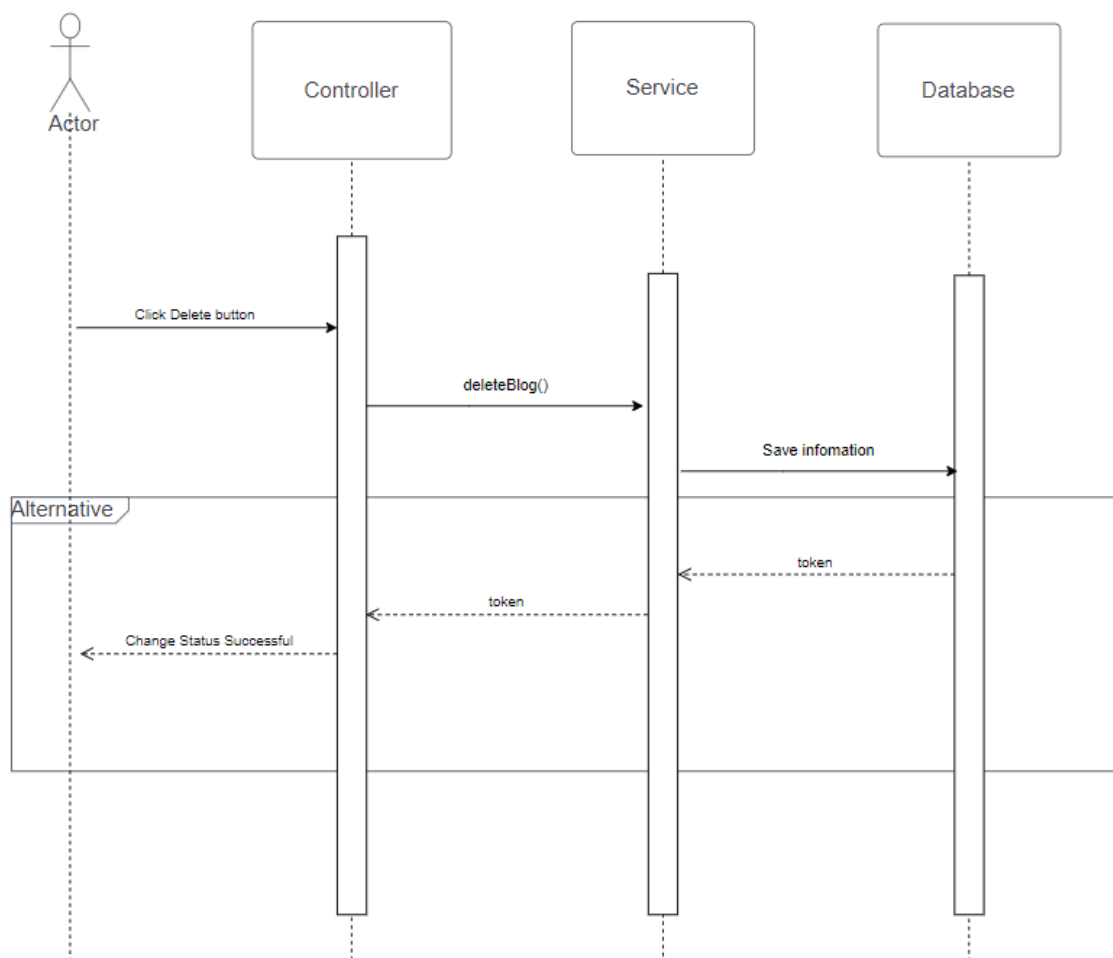 Actor
Controller
Service
Database
Click Delete button
deleteBlog()
Save infomation
Alternative
token
token
Change Status Successful